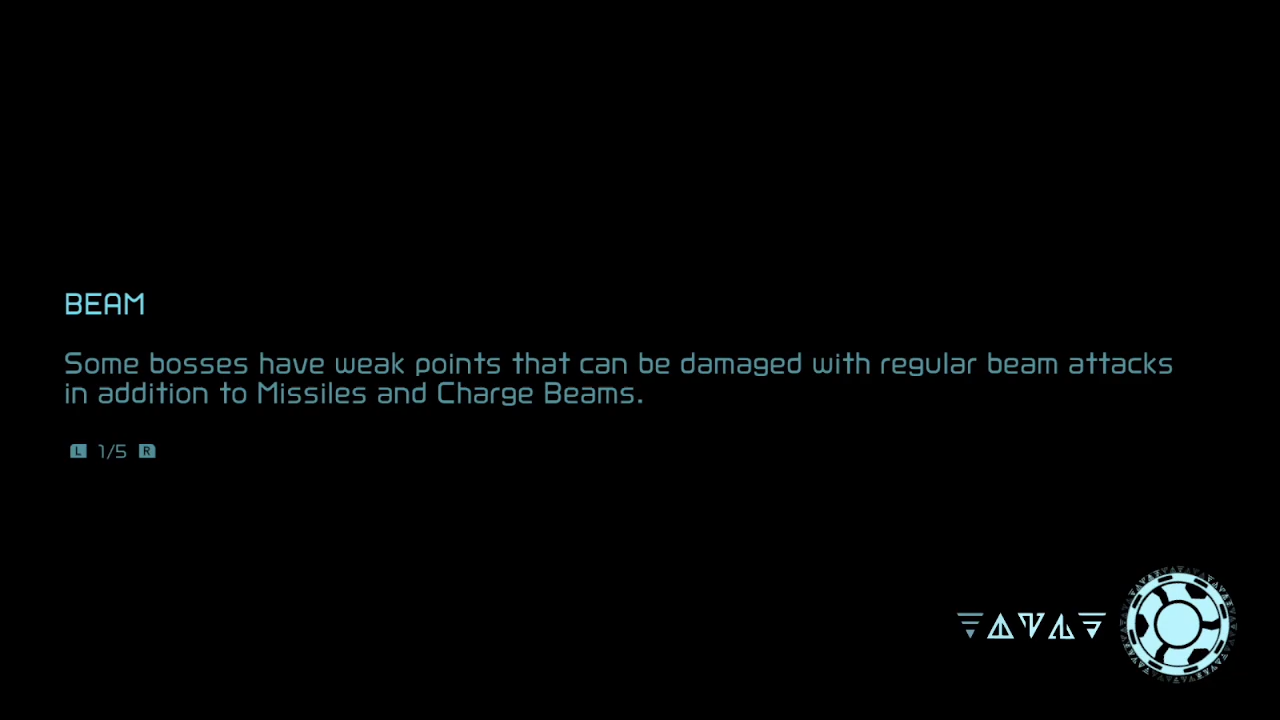 BEAM
Some bosses have weak points that can be damaged with regular beam attacks
in addition to Missiles and Charge Beams.
L 1/5 R